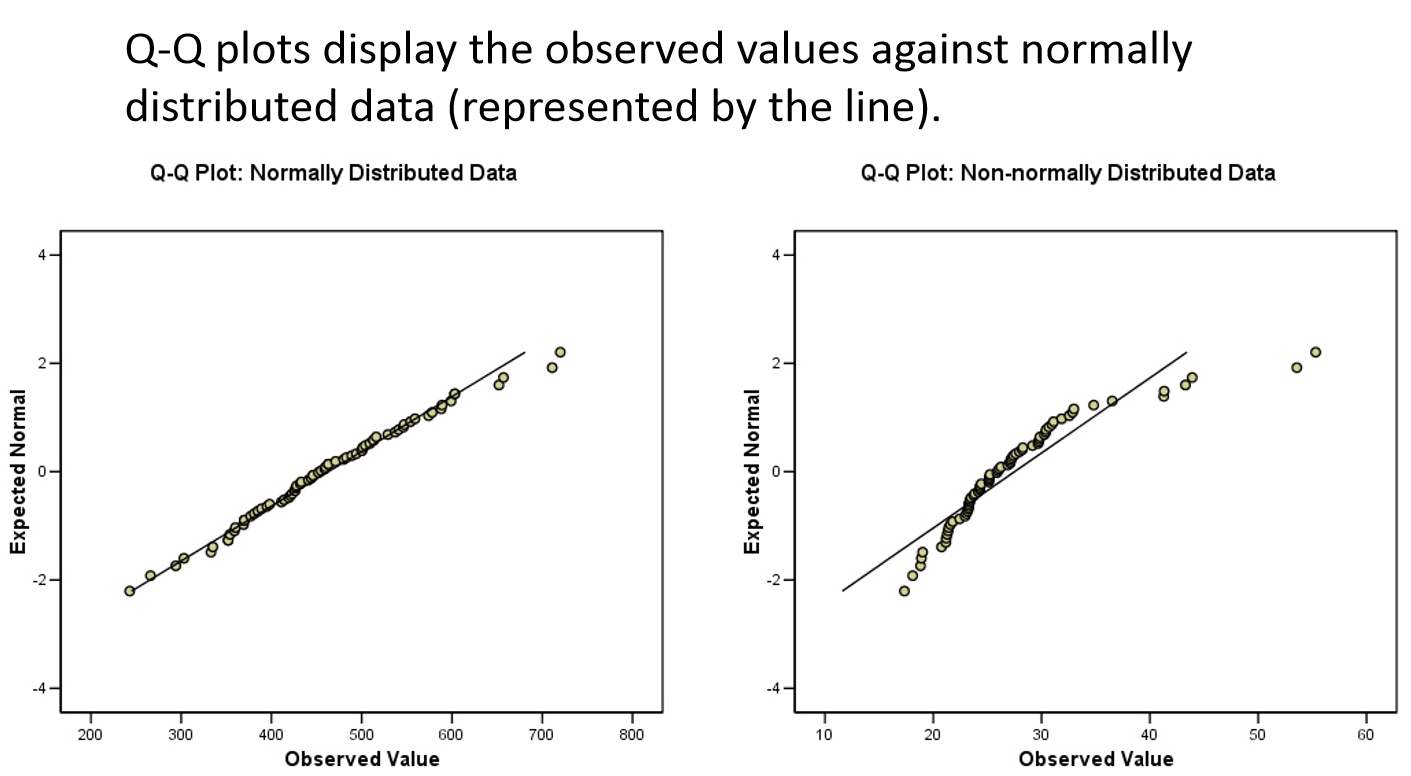 Q-Q plots display the observed values against normally
distributed data (represented by the line).
Q-Q Plot: Normally Distributed Data
4
2
0
-2
-4
Expected Normal
200 300 400 500 600 700 800
Observed Value
Q-Q Plot: Non-normally Distributed Data
4
2
0
-2
-4
Expected Normal
10 20 30 40 50 60
Observed Value